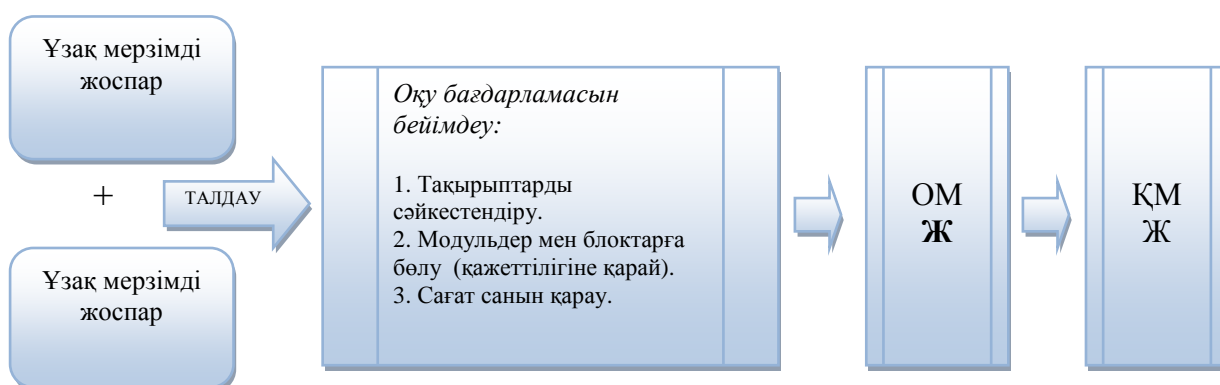 Ұзақ мерзімді
жоспар
+
Ұзақ мерзімді
жоспар
ТАЛДАУ
Оқу бағдарламасын
бейімдеу:
1. Тақырыптарды
сәйкестендіру.
2. Модульдер мен блоктарға
бөлу (қажеттілігіне қарай).
3. Сағат санын қарау.
ОМ
Ж
ҚМ
Ж